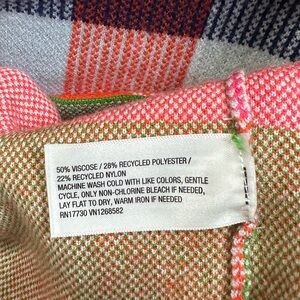 50% VISCOSE / 28% RECYCLED POLYESTER /
22% RECYCLED NYLON
MACHINE WASH COLD WITH LIKE COLORS, GENTLE
CYCLE, ONLY NON-CHLORINE BLEACH IF NEEDED,
LAY FLAT TO DRY, WARM IRON IF NEEDED
RN17730 VN1268582